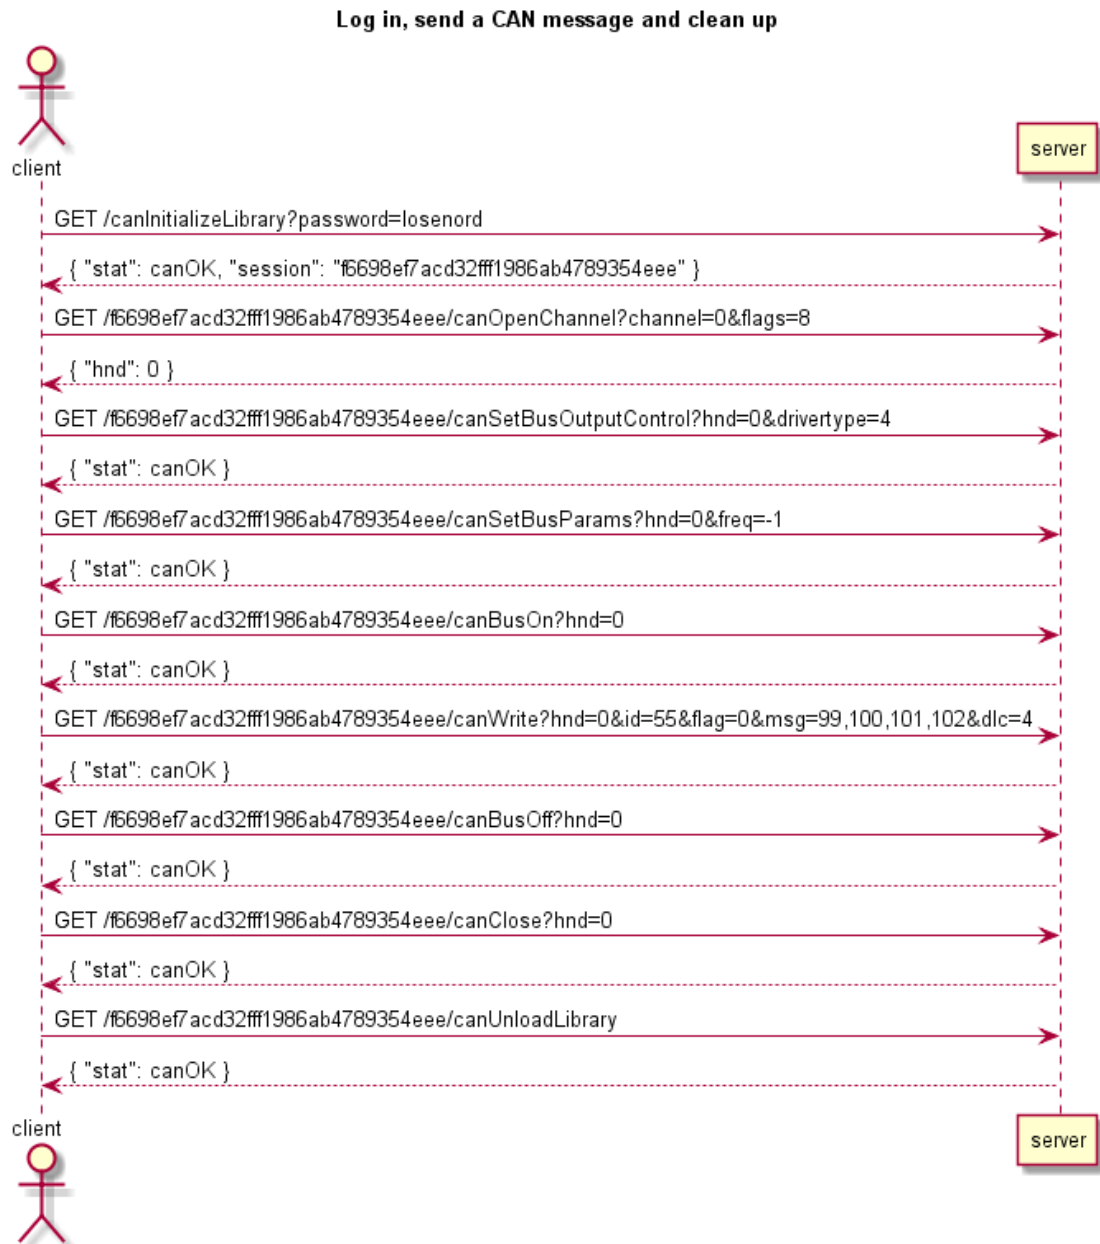 Log in, send a CAN message and clean up
client
server
GET /canInitializeLibrary?password=losenord
{ "stat": canOK, "session": "f6698ef7acd32fff1986ab4789354eee" }
GET /f6698ef7acd32fff1986ab4789354eee/canOpenChannel?channel=0&flags=8
{ "hnd": 0 }
GET /f6698ef7acd32fff1986ab4789354eee/canSetBusOutputControl?hnd=0&drivertype=4
{ "stat": canOK }
GET /f6698ef7acd32fff1986ab4789354eee/canSetBusParams?hnd=0&freq=-1
{ "stat": canOK }
GET /f6698ef7acd32fff1986ab4789354eee/canBusOn?hnd=0
{ "stat": canOK }
GET /f6698ef7acd32fff1986ab4789354eee/canWrite?hnd=0&id=55&flag=0&msg=99,100,101,102&dlc=4
{ "stat": canOK }
GET /f6698ef7acd32fff1986ab4789354eee/canBusOff?hnd=0
{ "stat": canOK }
GET /f6698ef7acd32fff1986ab4789354eee/canClose?hnd=0
{ "stat": canOK }
GET /f6698ef7acd32fff1986ab4789354eee/canUnloadLibrary
{ "stat": canOK }
client
server